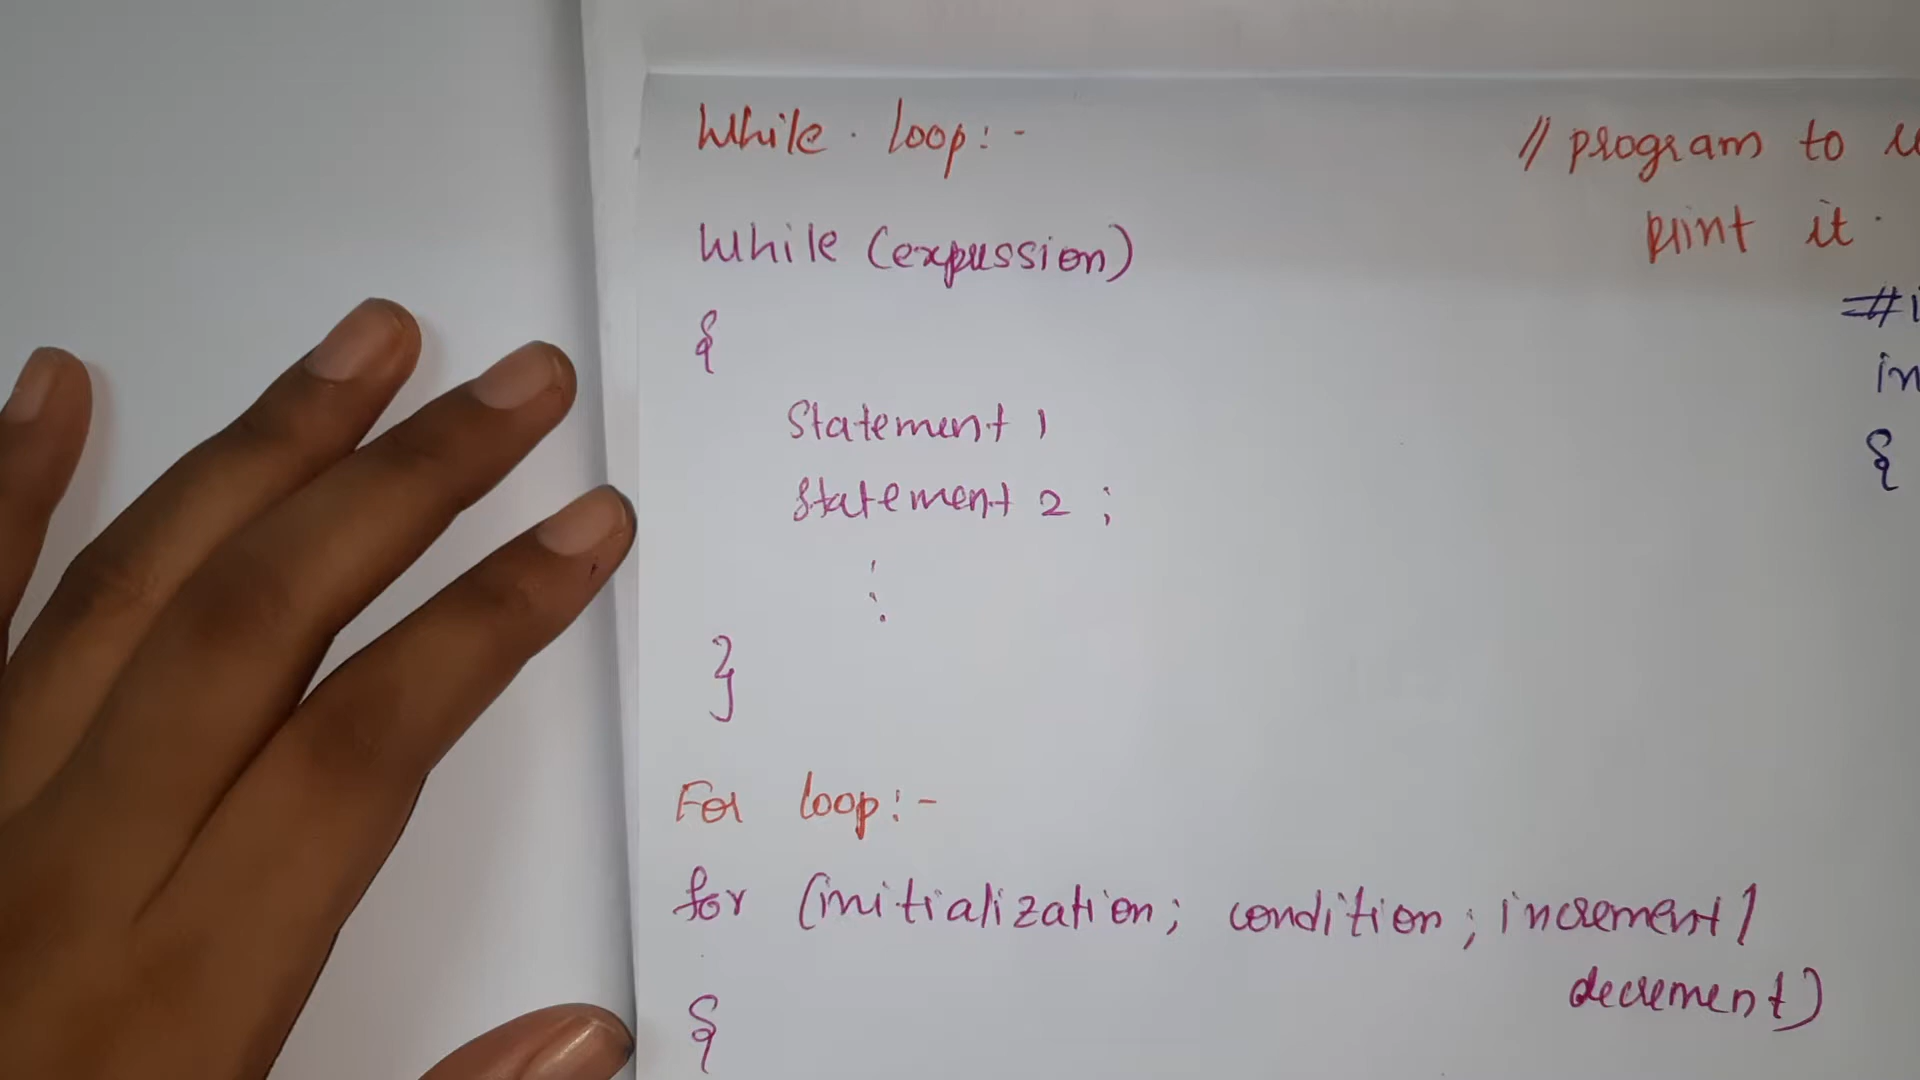 While loop:-
While (expression)
{
Statement 1
Statement 2 ;
}
For loop:-
for (initialization; condition; increment/
decrement)
{
// program to
print it.
#i
in
{